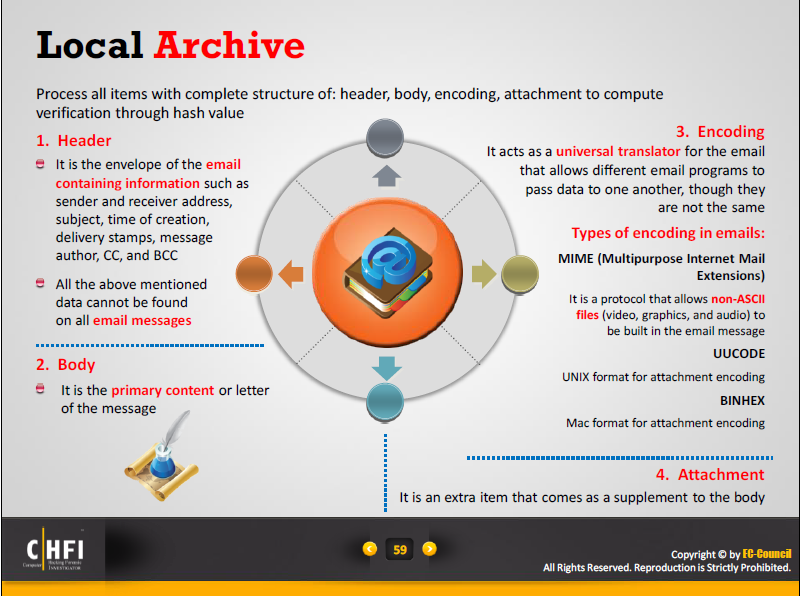 Local Archive
Process all items with complete structure of: header, body, encoding, attachment to compute
verification through hash value
1. Header
It is the envelope of the email
containing information such as
sender and receiver address,
subject, time of creation,
delivery stamps, message
author, CC, and BCC
All the above mentioned
data cannot be found
on all email messages
2. Body
It is the primary content or letter
of the message
3. Encoding
It acts as a universal translator for the email
that allows different email programs to
pass data to one another, though they
are not the same
Types of encoding in emails:
MIME (Multipurpose Internet Mail
Extensions)
It is a protocol that allows non-ASCII
files (video, graphics, and audio) to
be built in the email message
UUCODE
UNIX format for attachment encoding
BINHEX
Mac format for attachment encoding
4. Attachment
It is an extra item that comes as a supplement to the body
CHFI
Computer Hacking Forensic
INVESTIGATOR
59
Copyright © by EC-Council
All Rights Reserved. Reproduction is Strictly Prohibited.